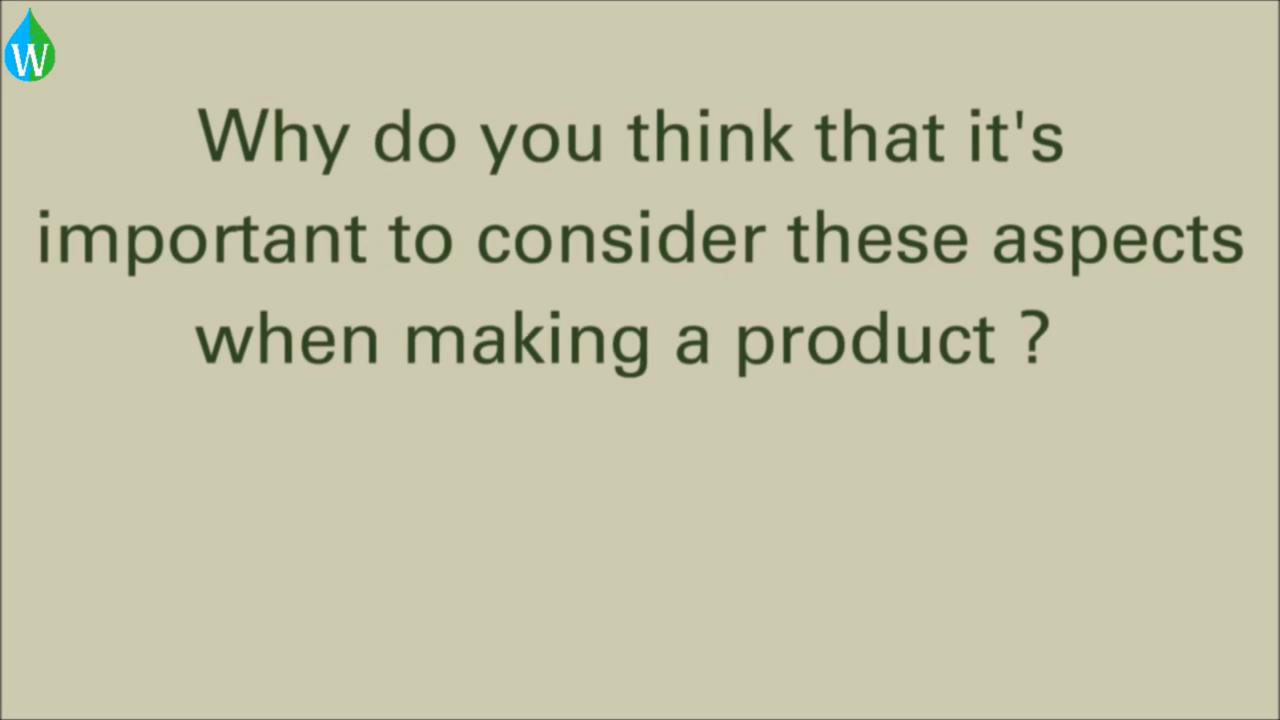 W
Why do you think that it's
important to consider these aspects
when making a product ?